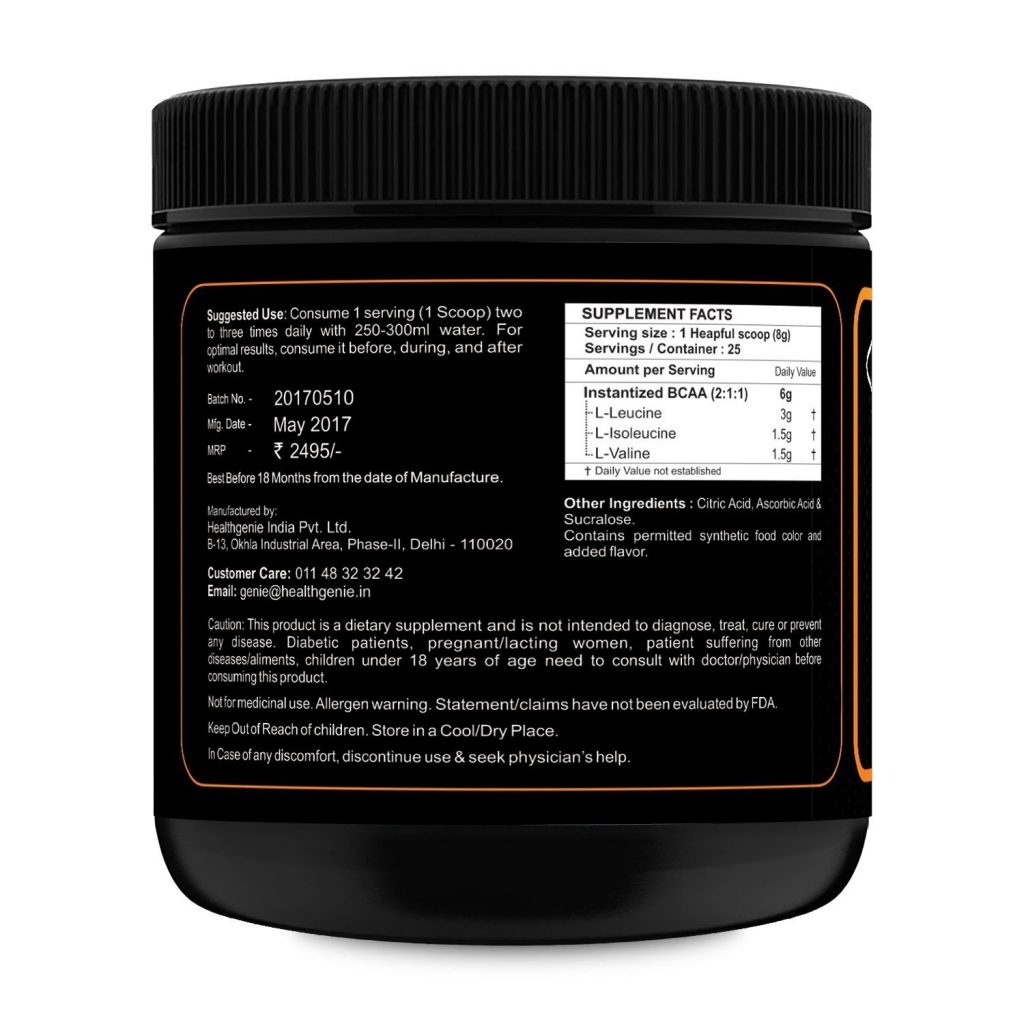 Suggested Use: Consume 1 serving (1 Scoop) two
to three times daily with 250-300ml water. For
optimal results, consume it before, during, and after
workout.
Batch No. - 20170510
Mfg. Date - May 2017
MRP - ₹ 2495/-
Best Before 18 Months from the date of Manufacture.
Manufactured by:
Healthgenie India Pvt. Ltd.
B-13, Okhla Industrial Area, Phase-II, Delhi - 110020
Customer Care: 011 48 32 32 42
Email: genie@healthgenie.in
SUPPLEMENT FACTS
Serving size : 1 Heapful scoop (8g)
Servings / Container : 25
Amount per Serving Daily Value
Instantized BCAA (2:1:1) 6g
L-Leucine 3g †
L-Isoleucine 1.5g †
L-Valine 1.5g †
† Daily Value not established
Other Ingredients : Citric Acid, Ascorbic Acid &
Sucralose.
Contains permitted synthetic food color and
added flavor.
Caution: This product is a dietary supplement and is not intended to diagnose, treat, cure or prevent
any disease. Diabetic patients, pregnant/lacting women, patient suffering from other
diseases/aliments, children under 18 years of age need to consult with doctor/physician before
consuming this product.
Not for medicinal use. Allergen warning. Statement/claims have not been evaluated by FDA.
Keep Out of Reach of children. Store in a Cool/Dry Place.
In Case of any discomfort, discontinue use & seek physician's help.